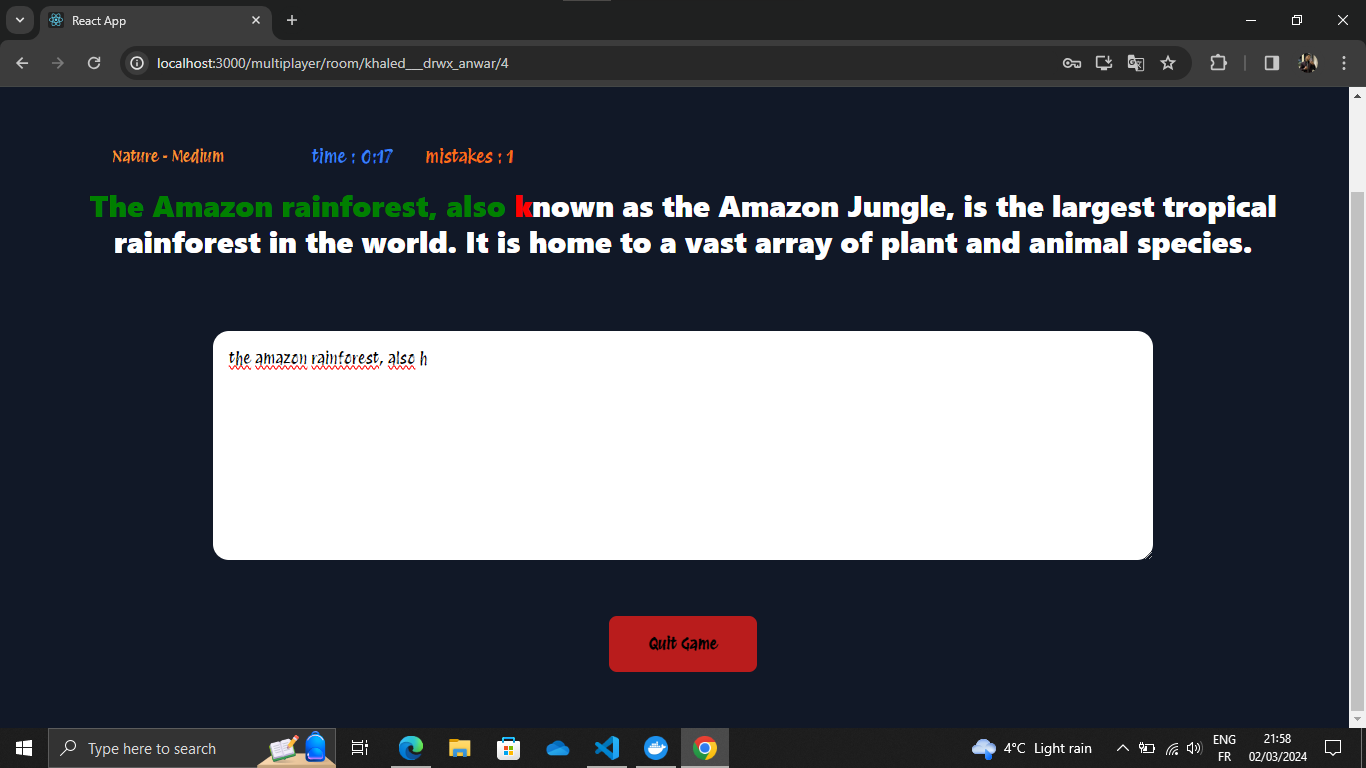 React App
localhost:3000/multiplayer/room/khaled__drwx_anwar/4
Nature - Medium
time : 0:17
mistakes : 1
The Amazon rainforest, also known as the Amazon Jungle, is the largest tropical
rainforest in the world. It is home to a vast array of plant and animal species.
the amazon rainforest, also h
Quit Game
Type here to search
4°C Light rain
ENG
FR
21:58
02/03/2024